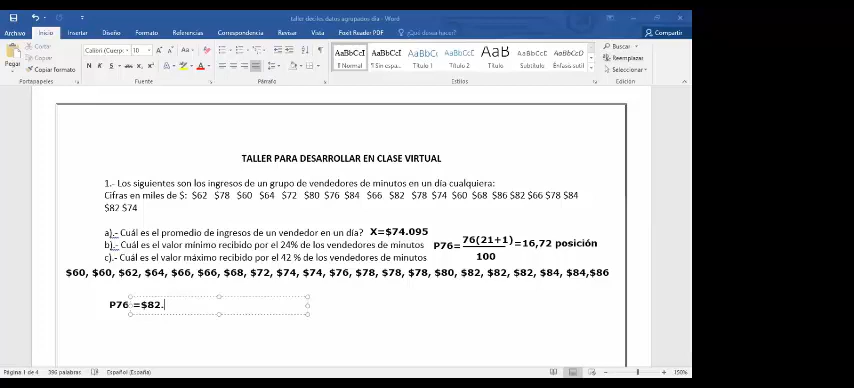 taller deciles datos agrupados-dia - Word
Archivo Inicio Insertar Diseño Formato Referencias Correspondencia Revisar Vista Foxit Reader PDF ¿Qué desea hacer? Compartir
Cortar
Copiar
Copiar formato
Pegar
Calibri (Cuerp 10
N K S abc x₂ x²
AaBbCcI AaBbCcI AaBbCc AaBbCcC AaB AaBbCcC AaBbCcD
¶ Normal ¶ Sin espa... Título 1 Título 2 Título Subtítulo Énfasis sutil
Buscar
Reemplazar
Seleccionar
Portapapeles Fuente Párrafo Estilos
TALLER PARA DESARROLLAR EN CLASE VIRTUAL
1.- Los siguientes son los ingresos de un grupo de vendedores de minutos en un día cualquiera:
Cifras en miles de $: $62 $78 $60 $64 $72 $80 $76 $84 $66 $82 $78 $74 $60 $68 $86 $82 $66 $78 $84
$82 $74
a).- Cuál es el promedio de ingresos de un vendedor en un día? X=$74.095
b).- Cuál es el valor mínimo recibido por el 24% de los vendedores de minutos P76= 76(21+1) =16,72 posición
100
c).- Cuál es el valor máximo recibido por el 42 % de los vendedores de minutos
$60, $60, $62, $64, $66, $66, $68, $72, $74, $74, $76, $78, $78, $78, $80, $82, $82, $82, $84, $84,$86
P76 =$82.
Página 1 de 4 396 palabras Español (España) 150%